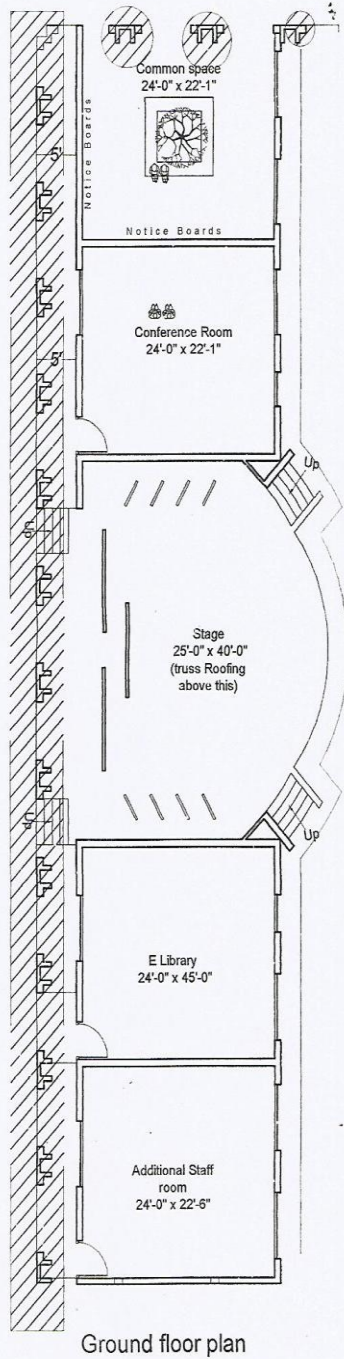 Common space
24'-0" x 22'-1"
Notice Boards
5'
Notice Boards
Conference Room
24'-0" x 22'-1"
5'
Up
Up
Stage
25'-0" x 40'-0"
(truss Roofing
above this)
Up
Up
E Library
24'-0" x 45'-0"
Additional Staff
room
24'-0" x 22'-6"
Ground floor plan